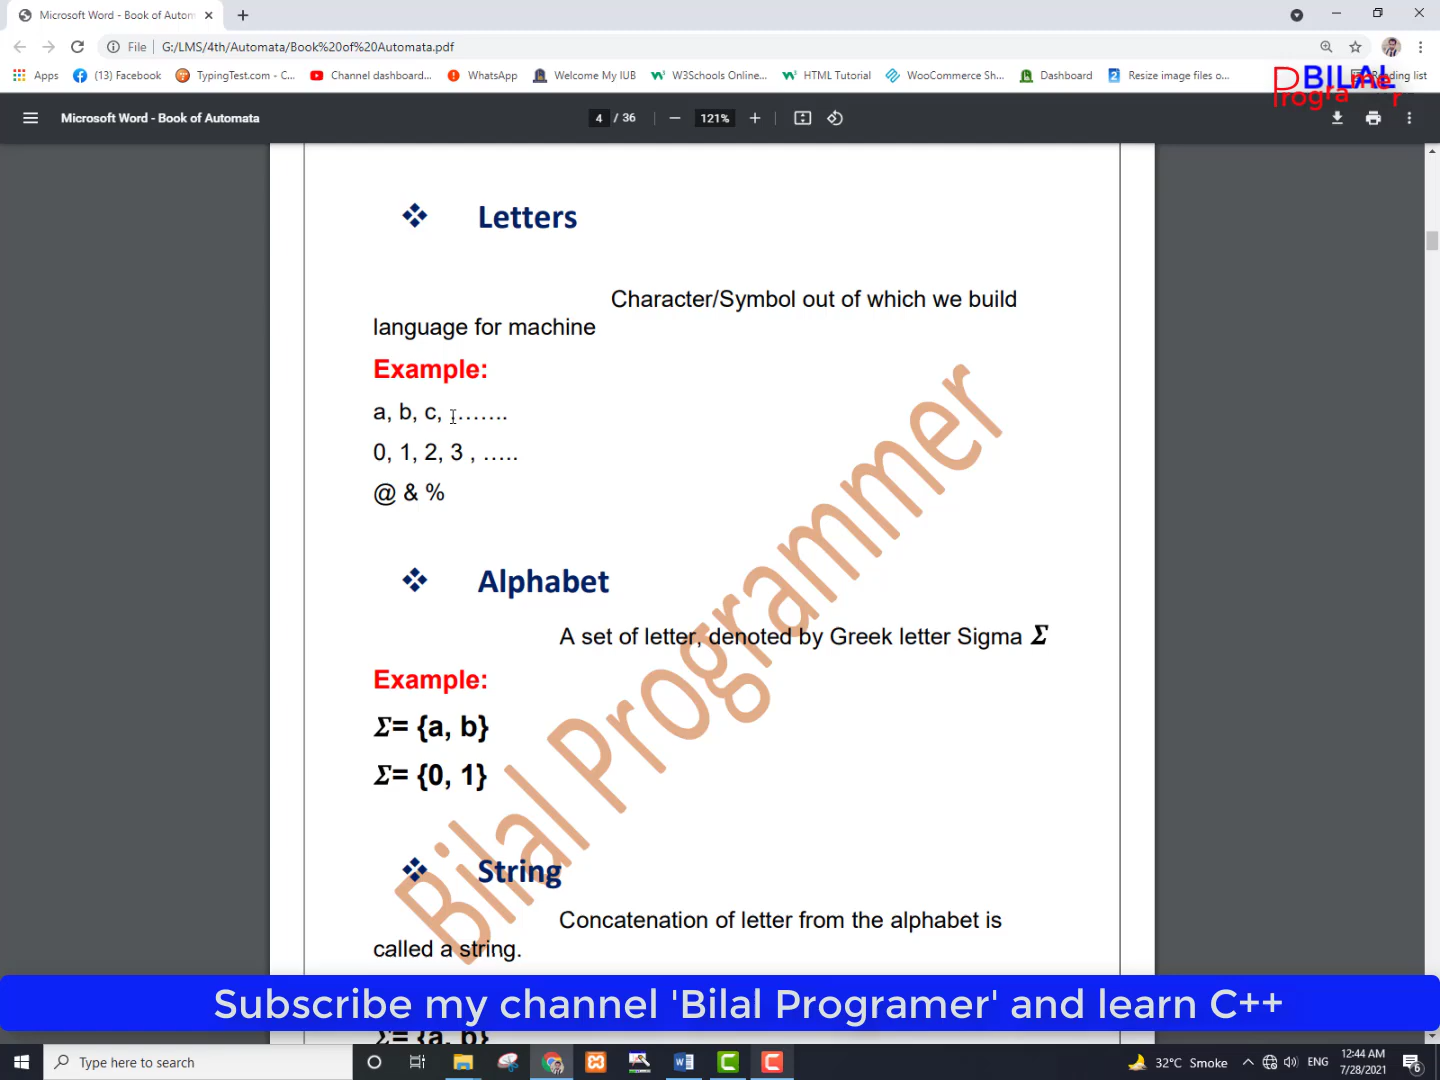 Microsoft Word - Book of Autom
File
G:/LMS/4th/Automata/Book%20of%20Automata.pdf
Apps
(13) Facebook
TypingTest.com - C...
Channel dashboard...
WhatsApp
Welcome My IUB
W3Schools Online...
HTML Tutorial
WooCommerce Sh...
Dashboard
Resize image files o...
Reading list
BILAL
Programer
Microsoft Word - Book of Automata
4 / 36
121%
❖ Letters
Character/Symbol out of which we build
language for machine
Example:
a, b, c, ……..
0, 1, 2, 3 , …..
@ & %
❖ Alphabet
A set of letter, denoted by Greek letter Sigma Σ
Example:
Σ= {a, b}
Σ= {0, 1}
❖ String
Concatenation of letter from the alphabet is
called a string.
Bilal Programmer
Subscribe my channel 'Bilal Programer' and learn C++
Σ= {a, b}
Type here to search
32°C Smoke
ENG
12:44 AM
7/28/2021
6